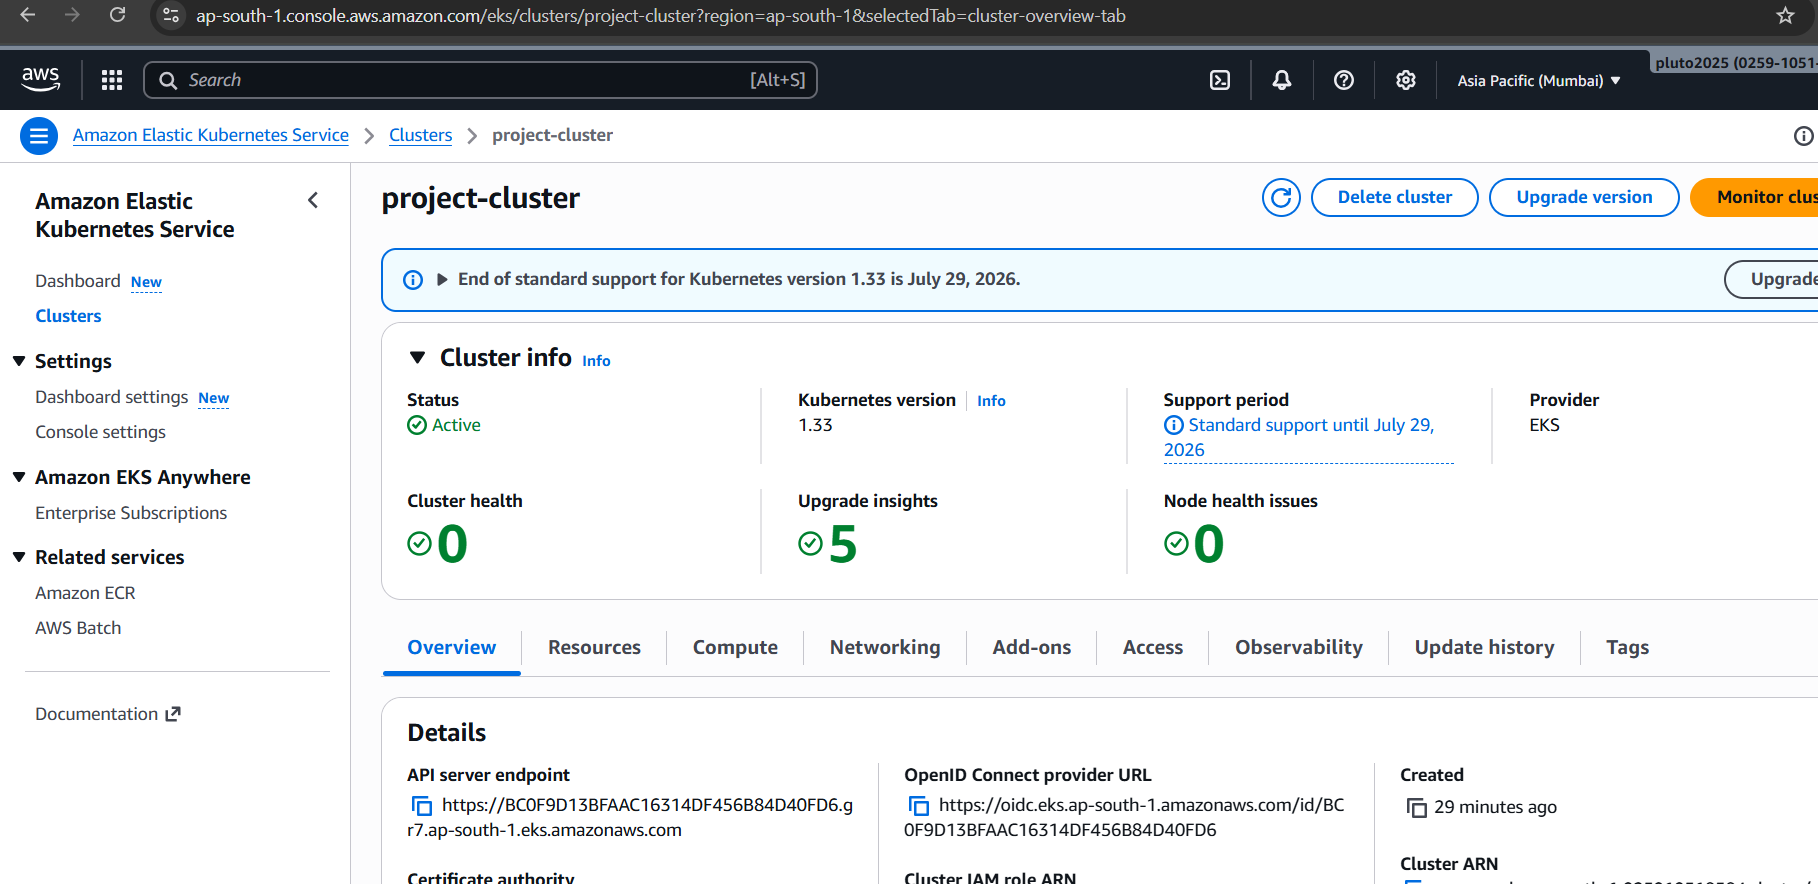 ap-south-1.console.aws.amazon.com/eks/clusters/project-cluster?region=ap-south-1&selectedTab=cluster-overview-tab
aws
Search
[Alt+S]
Asia Pacific (Mumbai)
pluto2025 (0259-1051-
Amazon Elastic Kubernetes Service
Clusters
project-cluster
Amazon Elastic
Kubernetes Service
Dashboard New
Clusters
Settings
Dashboard settings New
Console settings
Amazon EKS Anywhere
Enterprise Subscriptions
Related services
Amazon ECR
AWS Batch
Documentation
project-cluster
Delete cluster
Upgrade version
Monitor clus
End of standard support for Kubernetes version 1.33 is July 29, 2026.
Upgrade
Cluster info Info
Status
Active
Kubernetes version Info
1.33
Support period
Standard support until July 29,
2026
Provider
EKS
Cluster health
0
Upgrade insights
5
Node health issues
0
Overview
Resources
Compute
Networking
Add-ons
Access
Observability
Update history
Tags
Details
API server endpoint
https://BC0F9D13BFAAC16314DF456B84D40FD6.g
r7.ap-south-1.eks.amazonaws.com
Certificate authority
OpenID Connect provider URL
https://oidc.eks.ap-south-1.amazonaws.com/id/BC
0F9D13BFAAC16314DF456B84D40FD6
Cluster IAM role ARN
Created
29 minutes ago
Cluster ARN